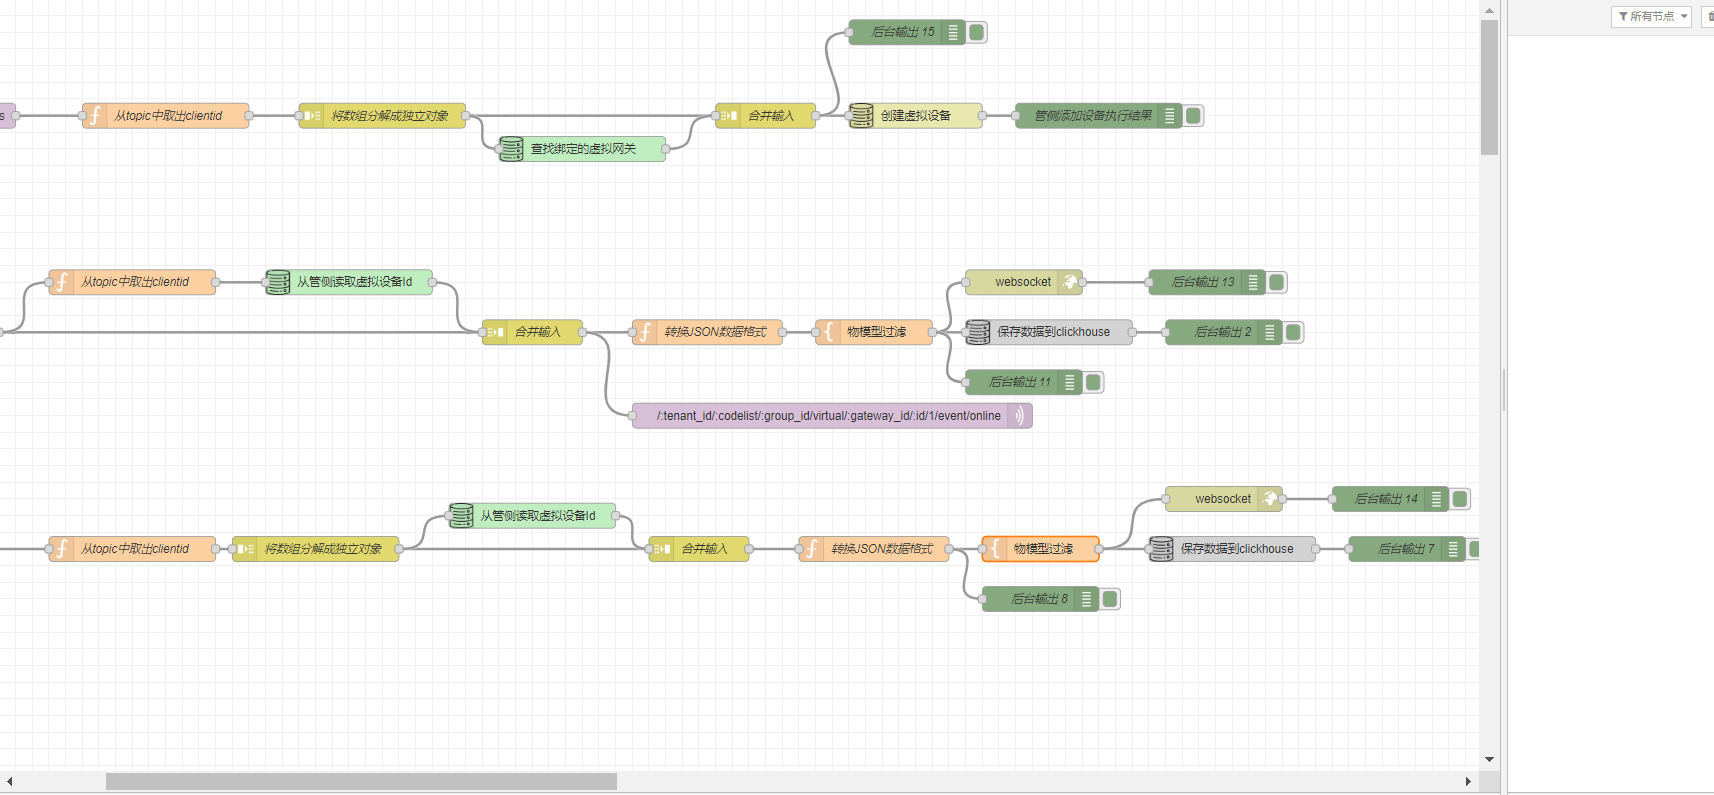 所有节点
后台输出 15
s
从topic中取出clientid
将数组分解成独立对象
合并输入
创建虚拟设备
管侧添加设备执行结果
查找绑定的虚拟网关
从topic中取出clientid
从管侧读取虚拟设备Id
websocket
后台输出 13
合并输入
转换JSON数据格式
物模型过滤
保存数据到clickhouse
后台输出 2
后台输出 11
/:tenant_id/:codelist/:group_id/virtual/:gateway_id/:id/1/event/online
websocket
后台输出 14
从管侧读取虚拟设备Id
从topic中取出clientid
将数组分解成独立对象
合并输入
转换JSON数据格式
物模型过滤
保存数据到clickhouse
后台输出 7
后台输出 8